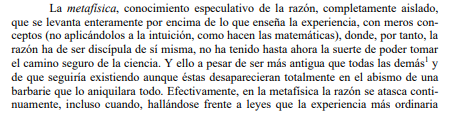 La metafísica, conocimiento especulativo de la razón, completamente aislado,
que se levanta enteramente por encima de lo que enseña la experiencia, con meros con-
ceptos (no aplicándolos a la intuición, como hacen las matemáticas), donde, por tanto, la
razón ha de ser discípula de sí misma, no ha tenido hasta ahora la suerte de poder tomar
el camino seguro de la ciencia. Y ello a pesar de ser más antigua que todas las demás¹ y
de que seguiría existiendo aunque éstas desaparecieran totalmente en el abismo de una
barbarie que lo aniquilara todo. Efectivamente, en la metafísica la razón se atasca conti-
nuamente, incluso cuando, hallándose frente a leyes que la experiencia más ordinaria